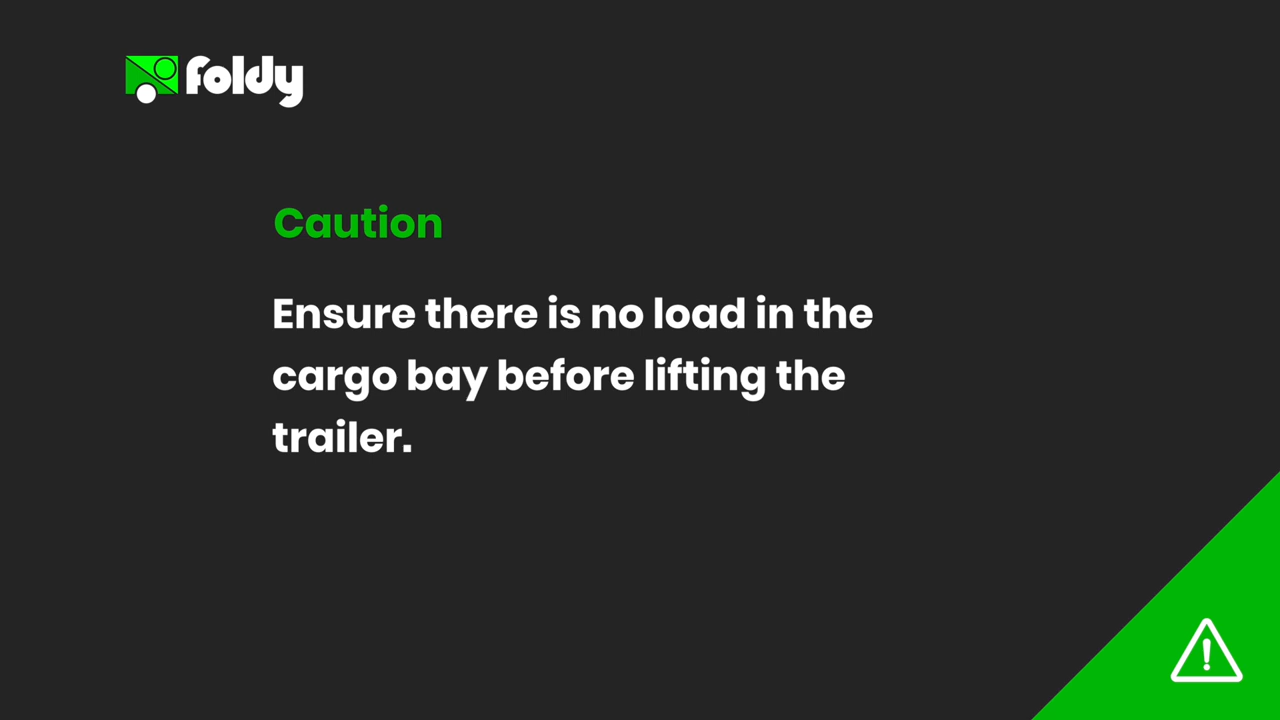 foldy
Caution
Ensure there is no load in the
cargo bay before lifting the
trailer.